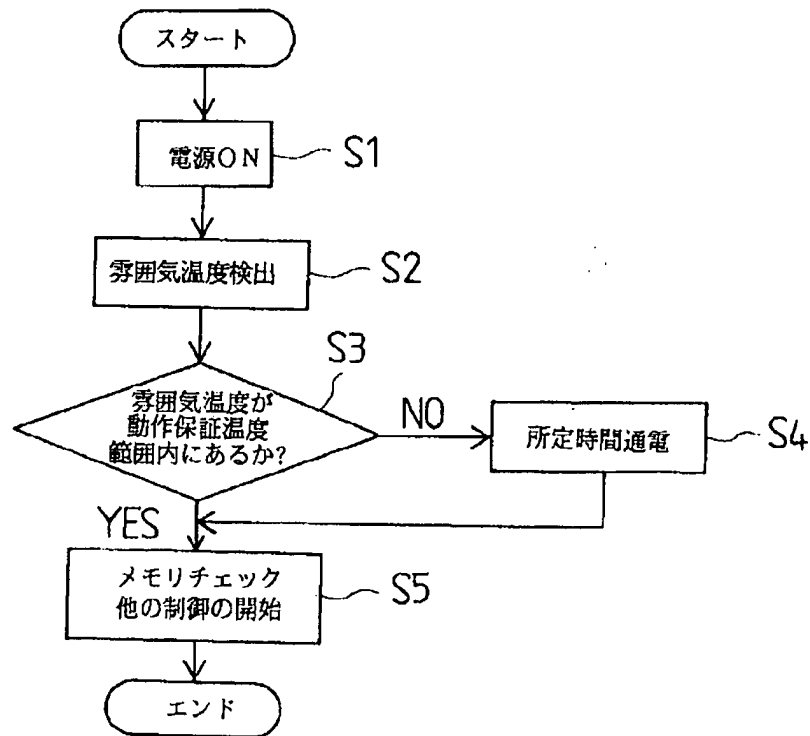 スタート
電源ON
S1
雰囲気温度検出
S2
S3
雰囲気温度が
動作保証温度
範囲内にあるか?
NO
所定時間通電
S4
YES
メモリチェック
他の制御の開始
S5
エンド